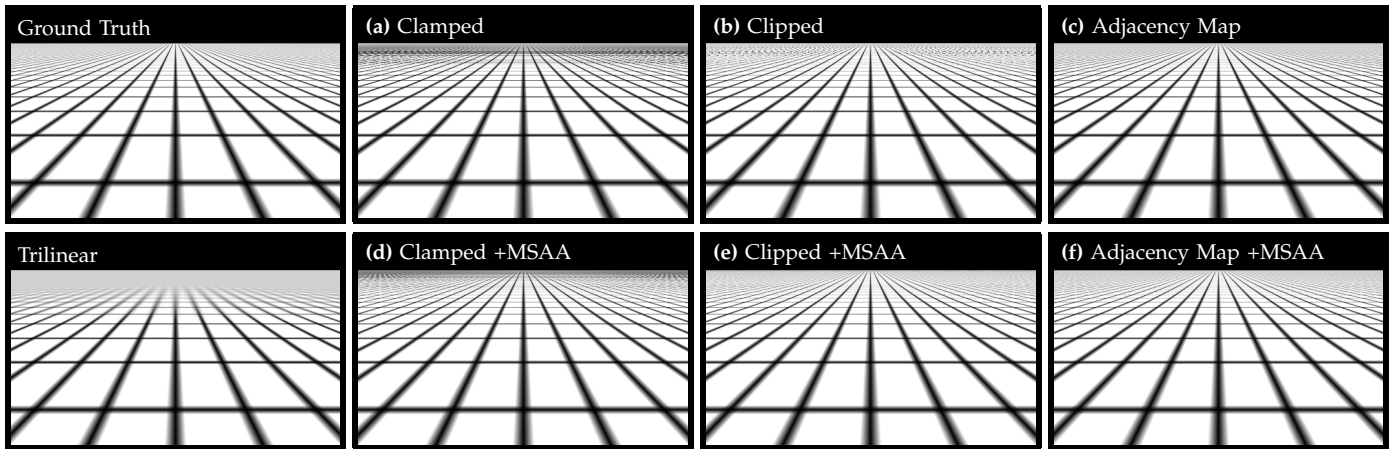 Ground Truth
(a) Clamped
(b) Clipped
(c) Adjacency Map
Trilinear
(d) Clamped +MSAA
(e) Clipped +MSAA
(f) Adjacency Map +MSAA